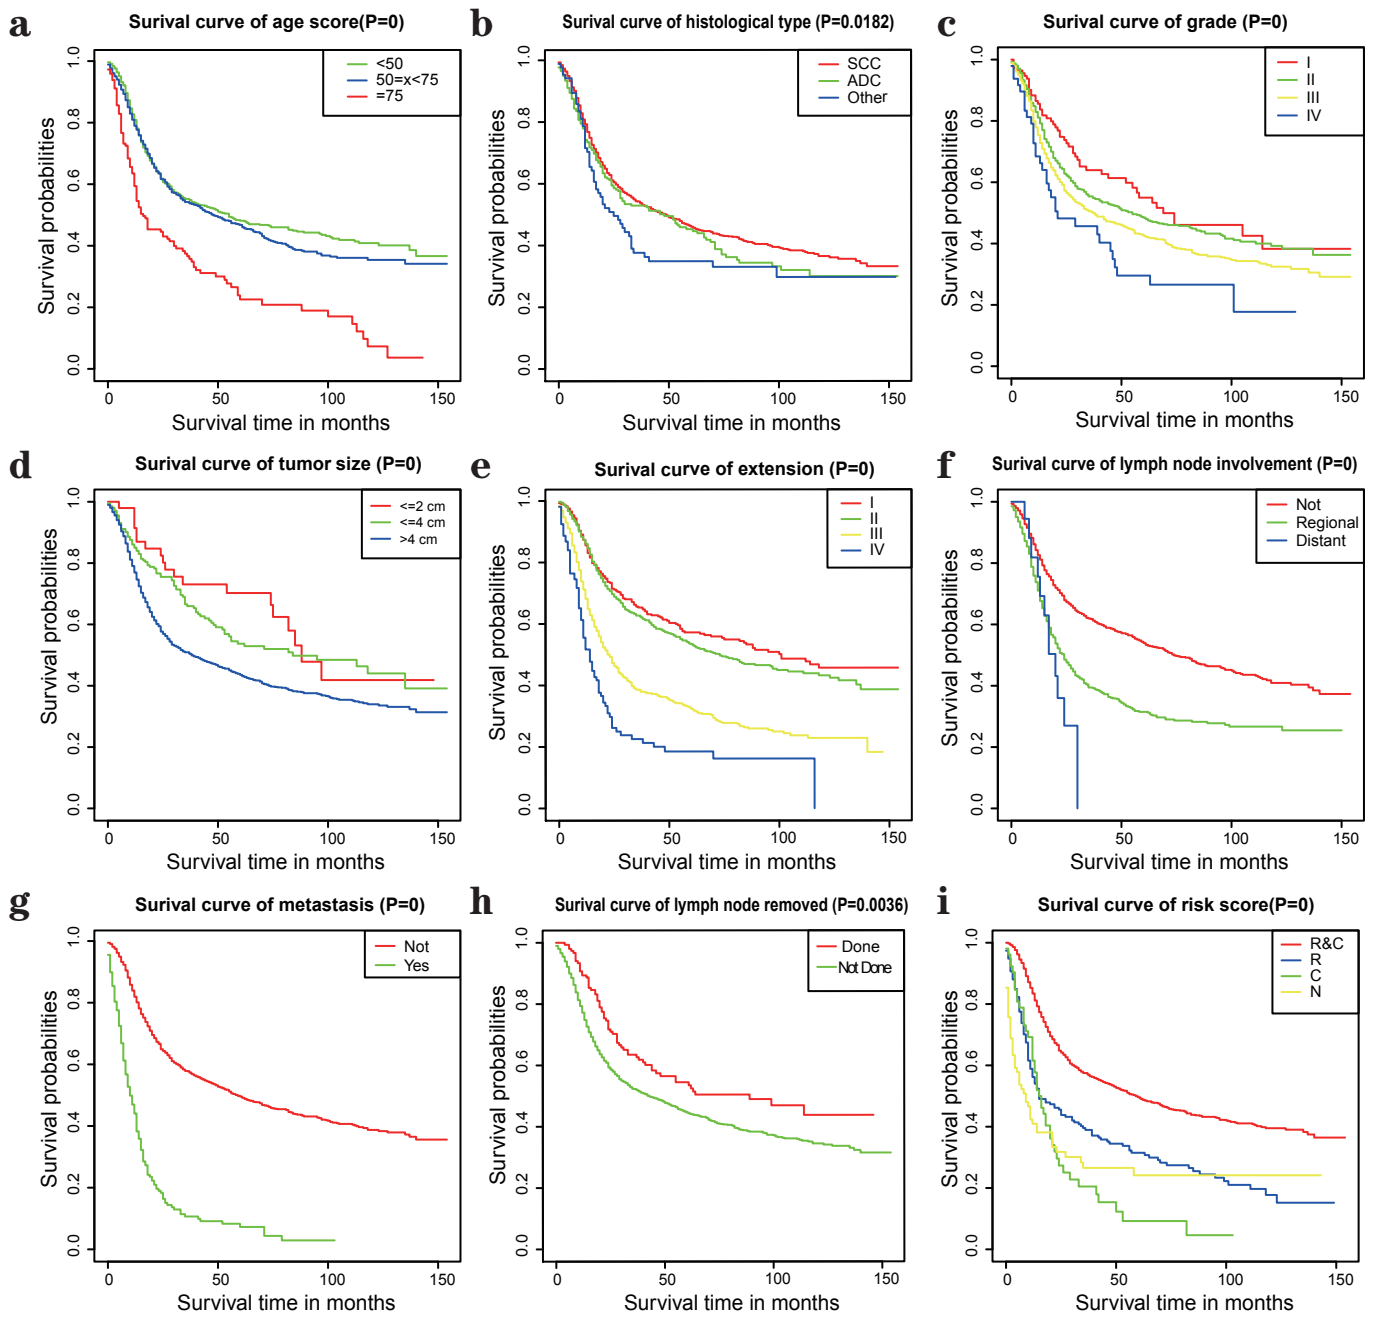 a
Surival curve of age score(P=0)
<50
50=x<75
=75
Survival probabilities
0.0
0.2
0.4
0.6
0.8
1.0
0
50
100
150
Survival time in months
b
Surival curve of histological type (P=0.0182)
SCC
ADC
Other
Survival probabilities
0.0
0.2
0.4
0.6
0.8
1.0
0
50
100
150
Survival time in months
c
Surival curve of grade (P=0)
I
II
III
IV
Survival probabilities
0.0
0.2
0.4
0.6
0.8
1.0
0
50
100
150
Survival time in months
d
Surival curve of tumor size (P=0)
<=2 cm
<=4 cm
>4 cm
Survival probabilities
0.0
0.2
0.4
0.6
0.8
1.0
0
50
100
150
Survival time in months
e
Surival curve of extension (P=0)
I
II
III
IV
Survival probabilities
0.0
0.2
0.4
0.6
0.8
1.0
0
50
100
150
Survival time in months
f
Surival curve of lymph node involvement (P=0)
Not
Regional
Distant
Survival probabilities
0.0
0.2
0.4
0.6
0.8
1.0
0
50
100
150
Survival time in months
g
Surival curve of metastasis (P=0)
Not
Yes
Survival probabilities
0.0
0.2
0.4
0.6
0.8
1.0
0
50
100
150
Survival time in months
h
Surival curve of lymph node removed (P=0.0036)
Done
Not Done
Survival probabilities
0.0
0.2
0.4
0.6
0.8
1.0
0
50
100
150
Survival time in months
i
Surival curve of risk score(P=0)
R&C
R
C
N
Survival probabilities
0.0
0.2
0.4
0.6
0.8
1.0
0
50
100
150
Survival time in months